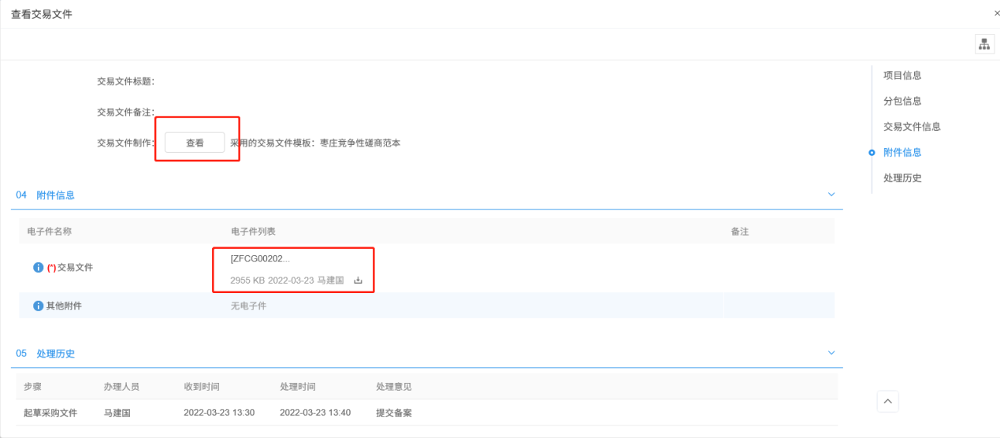 查看交易文件
×
交易文件标题：
交易文件备注：
交易文件制作： 查看 采用的交易文件模板：枣庄竞争性磋商范本
项目信息
分包信息
交易文件信息
附件信息
处理历史
04 附件信息
电子件名称 电子件列表 备注
(*)交易文件 [ZFCG00202...
2955 KB 2022-03-23 马建国
其他附件 无电子件
05 处理历史
步骤 办理人员 收到时间 处理时间 处理意见
起草采购文件 马建国 2022-03-23 13:30 2022-03-23 13:40 提交备案